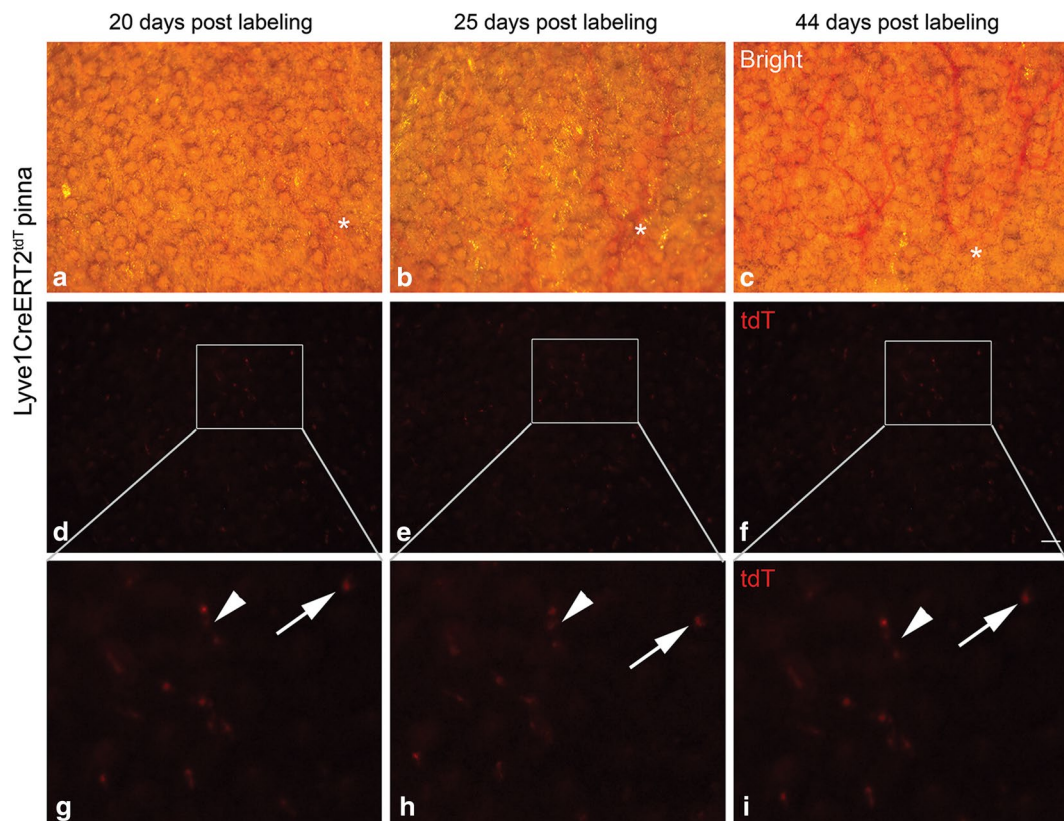 20 days post labeling
25 days post labeling
44 days post labeling
Lyve1CreERT2tdT pinna
Bright
*
*
*
a
b
c
tdT
d
e
f
tdT
g
h
i